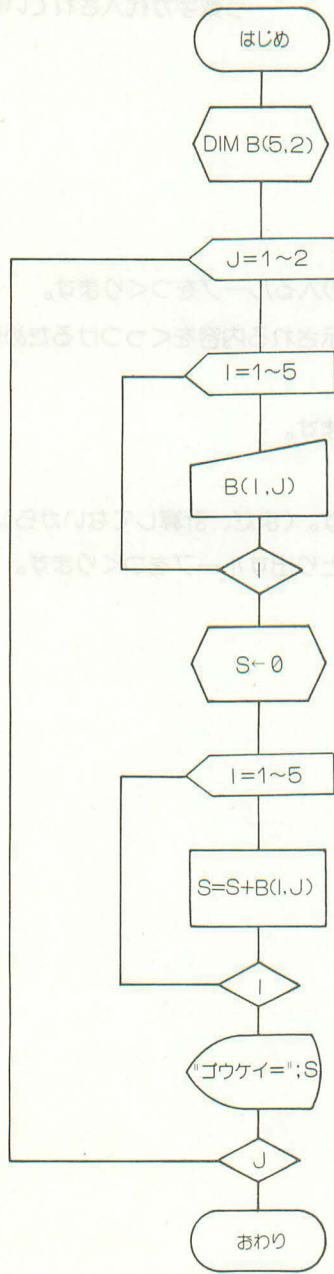 はじめ
DIM B(5,2)
J=1~2
I=1~5
B(I,J)
S←0
I=1~5
S=S+B(I,J)
I
"ゴウケイ=";S
J
おわり